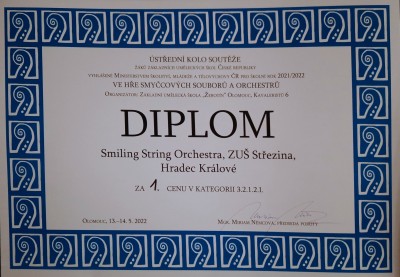 ÚSTŘEDNÍ KOLO SOUTĚŽE
ŽÁKŮ ZÁKLADNÍCH UMĚLECKÝCH ŠKOL ČESKÉ REPUBLIKY
VYHLÁŠENÉ MINISTERSTVEM ŠKOLSTVÍ, MLÁDEŽE A TĚLOVÝCHOVY ČR PRO ŠKOLNÍ ROK 2021/2022
VE HŘE SMYČCOVÝCH SOUBORŮ A ORCHESTRŮ
ORGANIZÁTOR: ZÁKLADNÍ UMĚLECKÁ ŠKOLA „ŽEROTÍN“ OLOMOUC, KAVALERISTŮ 6
DIPLOM
Smiling String Orchestra, ZUŠ Střezina,
Hradec Králové
ZA 1. CENU V KATEGORII 3.2.1.2.1.
OLOMOUC, 13.–14. 5. 2022
MGR. MIRIAM NĚMCOVÁ, PŘEDSEDA POROTY